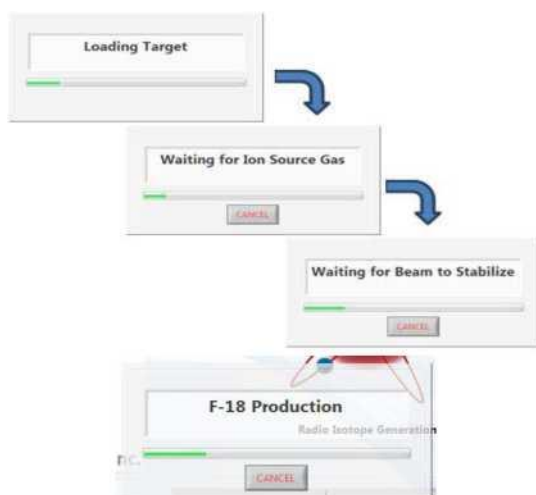 Loading Target
Waiting for Ion Source Gas
CANCEL
Waiting for Beam to Stabilize
CANCEL
F-18 Production
Radio Isotope Generation
nc.
CANCEL